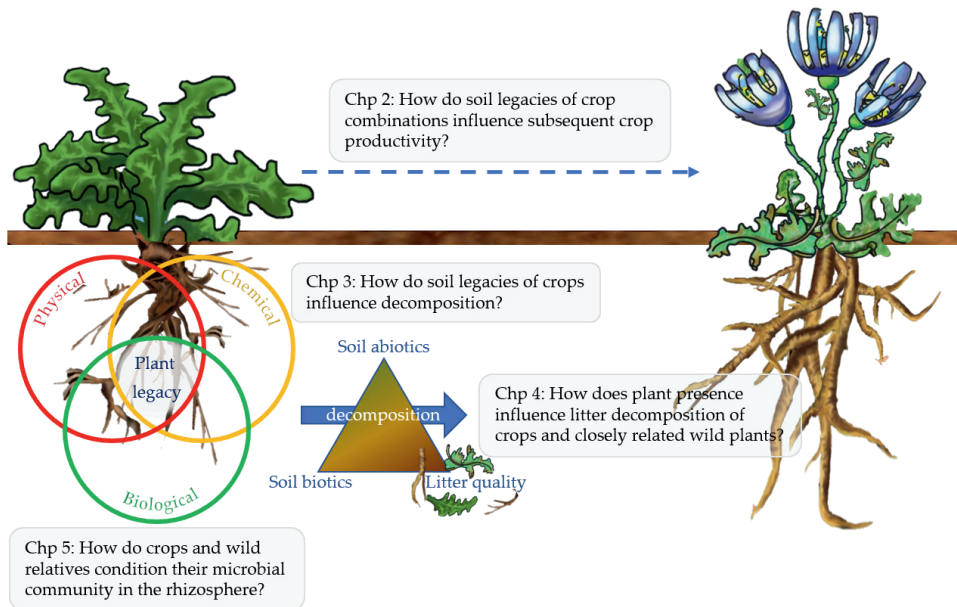 Chp 2: How do soil legacies of crop
combinations influence subsequent crop
productivity?
Physical
Chemical
Chp 3: How do soil legacies of crops
influence decomposition?
Plant
legacy
Biological
Soil abiotics
decomposition
Soil biotics
Litter quality
Chp 4: How does plant presence
influence litter decomposition of
crops and closely related wild plants?
Chp 5: How do crops and wild
relatives condition their microbial
community in the rhizosphere?